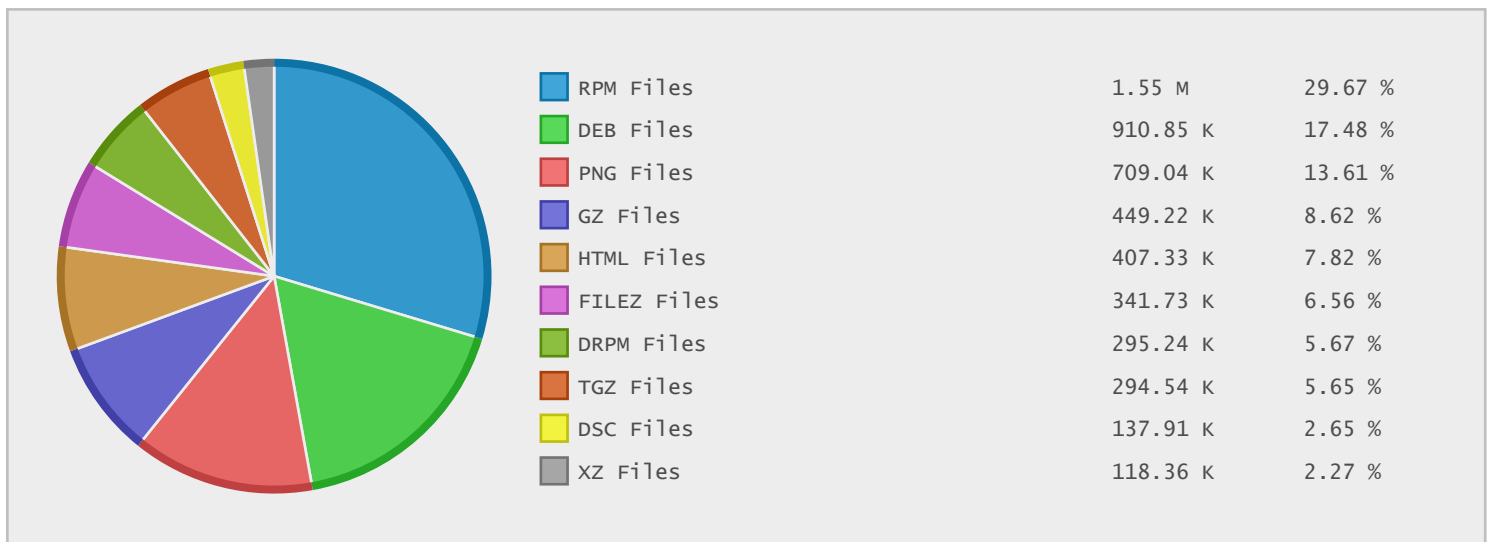 RPM Files 1.55 M 29.67 %
DEB Files 910.85 K 17.48 %
PNG Files 709.04 K 13.61 %
GZ Files 449.22 K 8.62 %
HTML Files 407.33 K 7.82 %
FILEZ Files 341.73 K 6.56 %
DRPM Files 295.24 K 5.67 %
TGZ Files 294.54 K 5.65 %
DSC Files 137.91 K 2.65 %
XZ Files 118.36 K 2.27 %